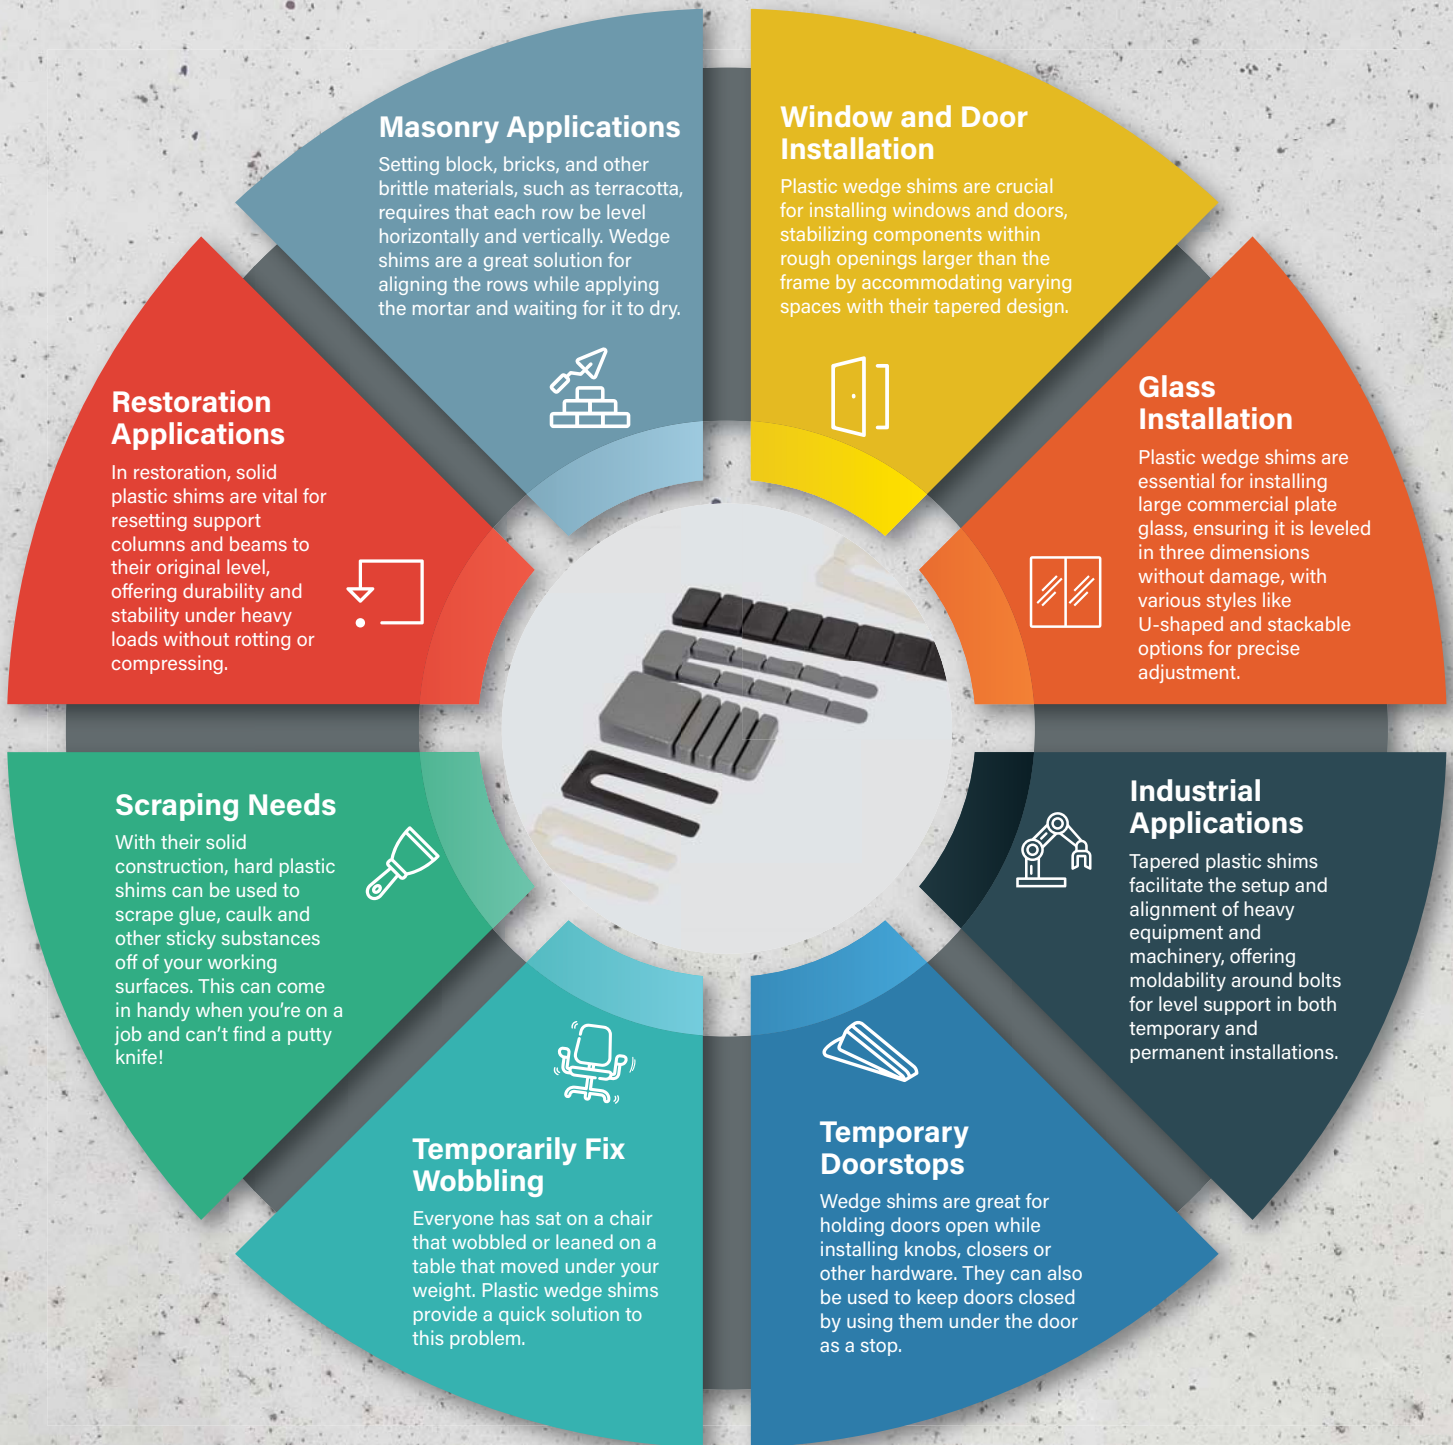 Masonry Applications
Setting block, bricks, and other
brittle materials, such as terracotta,
requires that each row be level
horizontally and vertically. Wedge
shims are a great solution for
aligning the rows while applying
the mortar and waiting for it to dry.
Window and Door
Installation
Plastic wedge shims are crucial
for installing windows and doors,
stabilizing components within
rough openings larger than the
frame by accommodating varying
spaces with their tapered design.
Glass
Installation
Plastic wedge shims are
essential for installing
large commercial plate
glass, ensuring it is leveled
in three dimensions
without damage, with
various styles like
U-shaped and stackable
options for precise
adjustment.
Industrial
Applications
Tapered plastic shims
facilitate the setup and
alignment of heavy
equipment and
machinery, offering
moldability around bolts
for level support in both
temporary and
permanent installations.
Temporary
Doorstops
Wedge shims are great for
holding doors open while
installing knobs, closers or
other hardware. They can also
be used to keep doors closed
by using them under the door
as a stop.
Temporarily Fix
Wobbling
Everyone has sat on a chair
that wobbled or leaned on a
table that moved under your
weight. Plastic wedge shims
provide a quick solution to
this problem.
Scraping Needs
With their solid
construction, hard plastic
shims can be used to
scrape glue, caulk and
other sticky substances
off of your working
surfaces. This can come
in handy when you're on a
job and can't find a putty
knife!
Restoration
Applications
In restoration, solid
plastic shims are vital for
resetting support
columns and beams to
their original level,
offering durability and
stability under heavy
loads without rotting or
compressing.